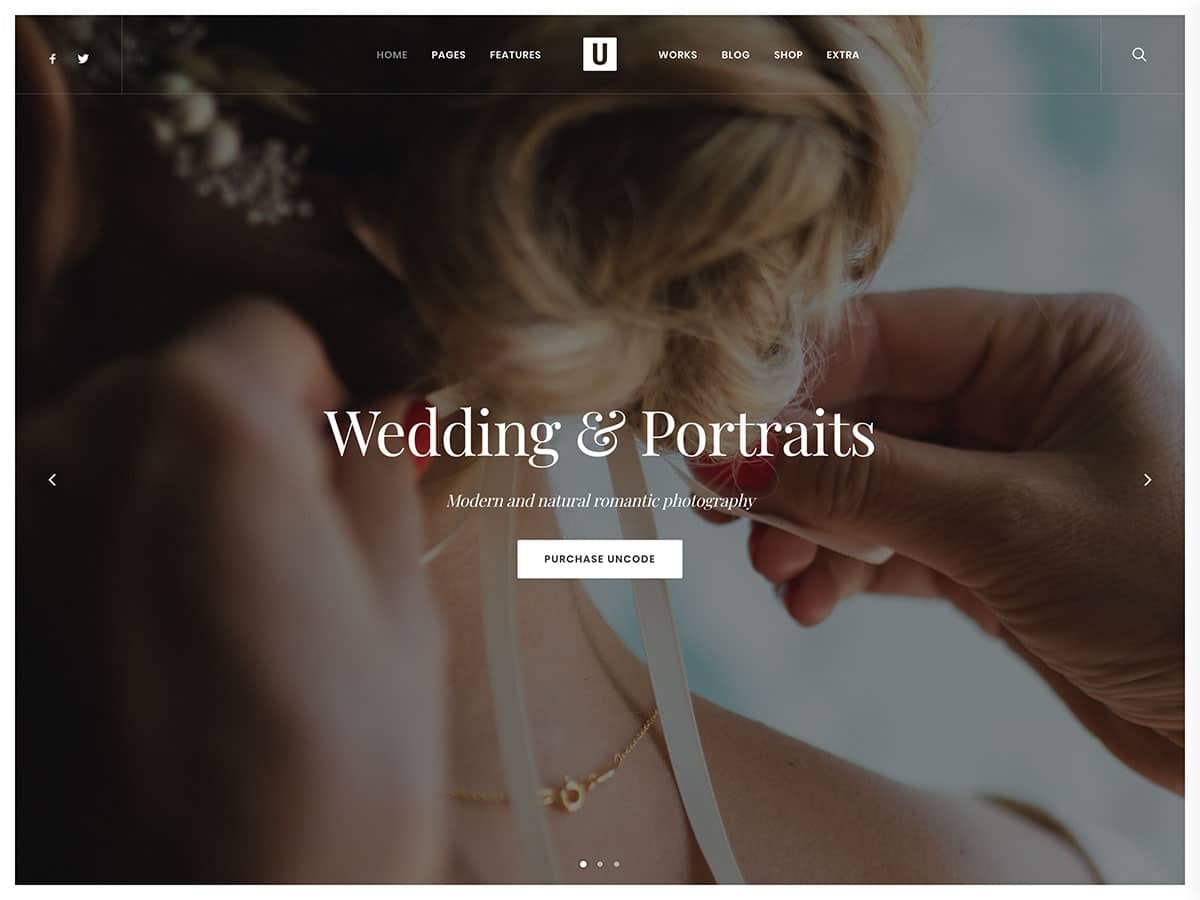 HOME PAGES FEATURES U WORKS BLOG SHOP EXTRA
Wedding & Portraits
Modern and natural romantic photography
PURCHASE UNCODE